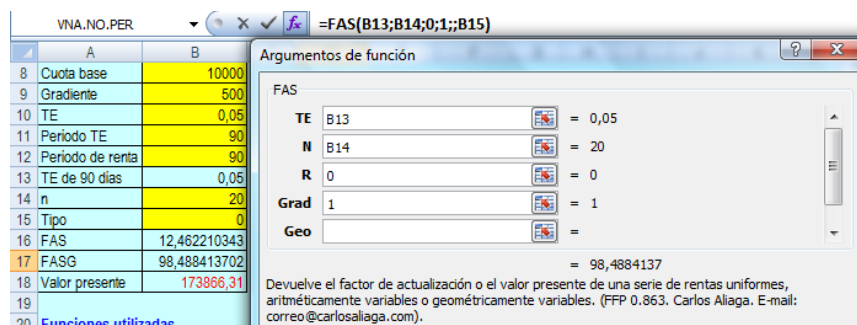 VNA.NO.PER =FAS(B13;B14;0;1;;B15)
A B
8 Cuota base 10000
9 Gradiente 500
10 TE 0,05
11 Periodo TE 90
12 Periodo de renta 90
13 TE de 90 días 0,05
14 n 20
15 Tipo 0
16 FAS 12,462210343
17 FASG 98,488413702
18 Valor presente 173866,31
19
20 Funciones utilizadas
Argumentos de función
FAS
TE B13 = 0,05
N B14 = 20
R 0 = 0
Grad 1 = 1
Geo =
= 98,4884137
Devuelve el factor de actualización o el valor presente de una serie de rentas uniformes,
aritméticamente variables o geométricamente variables. (FFP 0.863. Carlos Aliaga. E-mail:
correo@carlosaliaga.com).